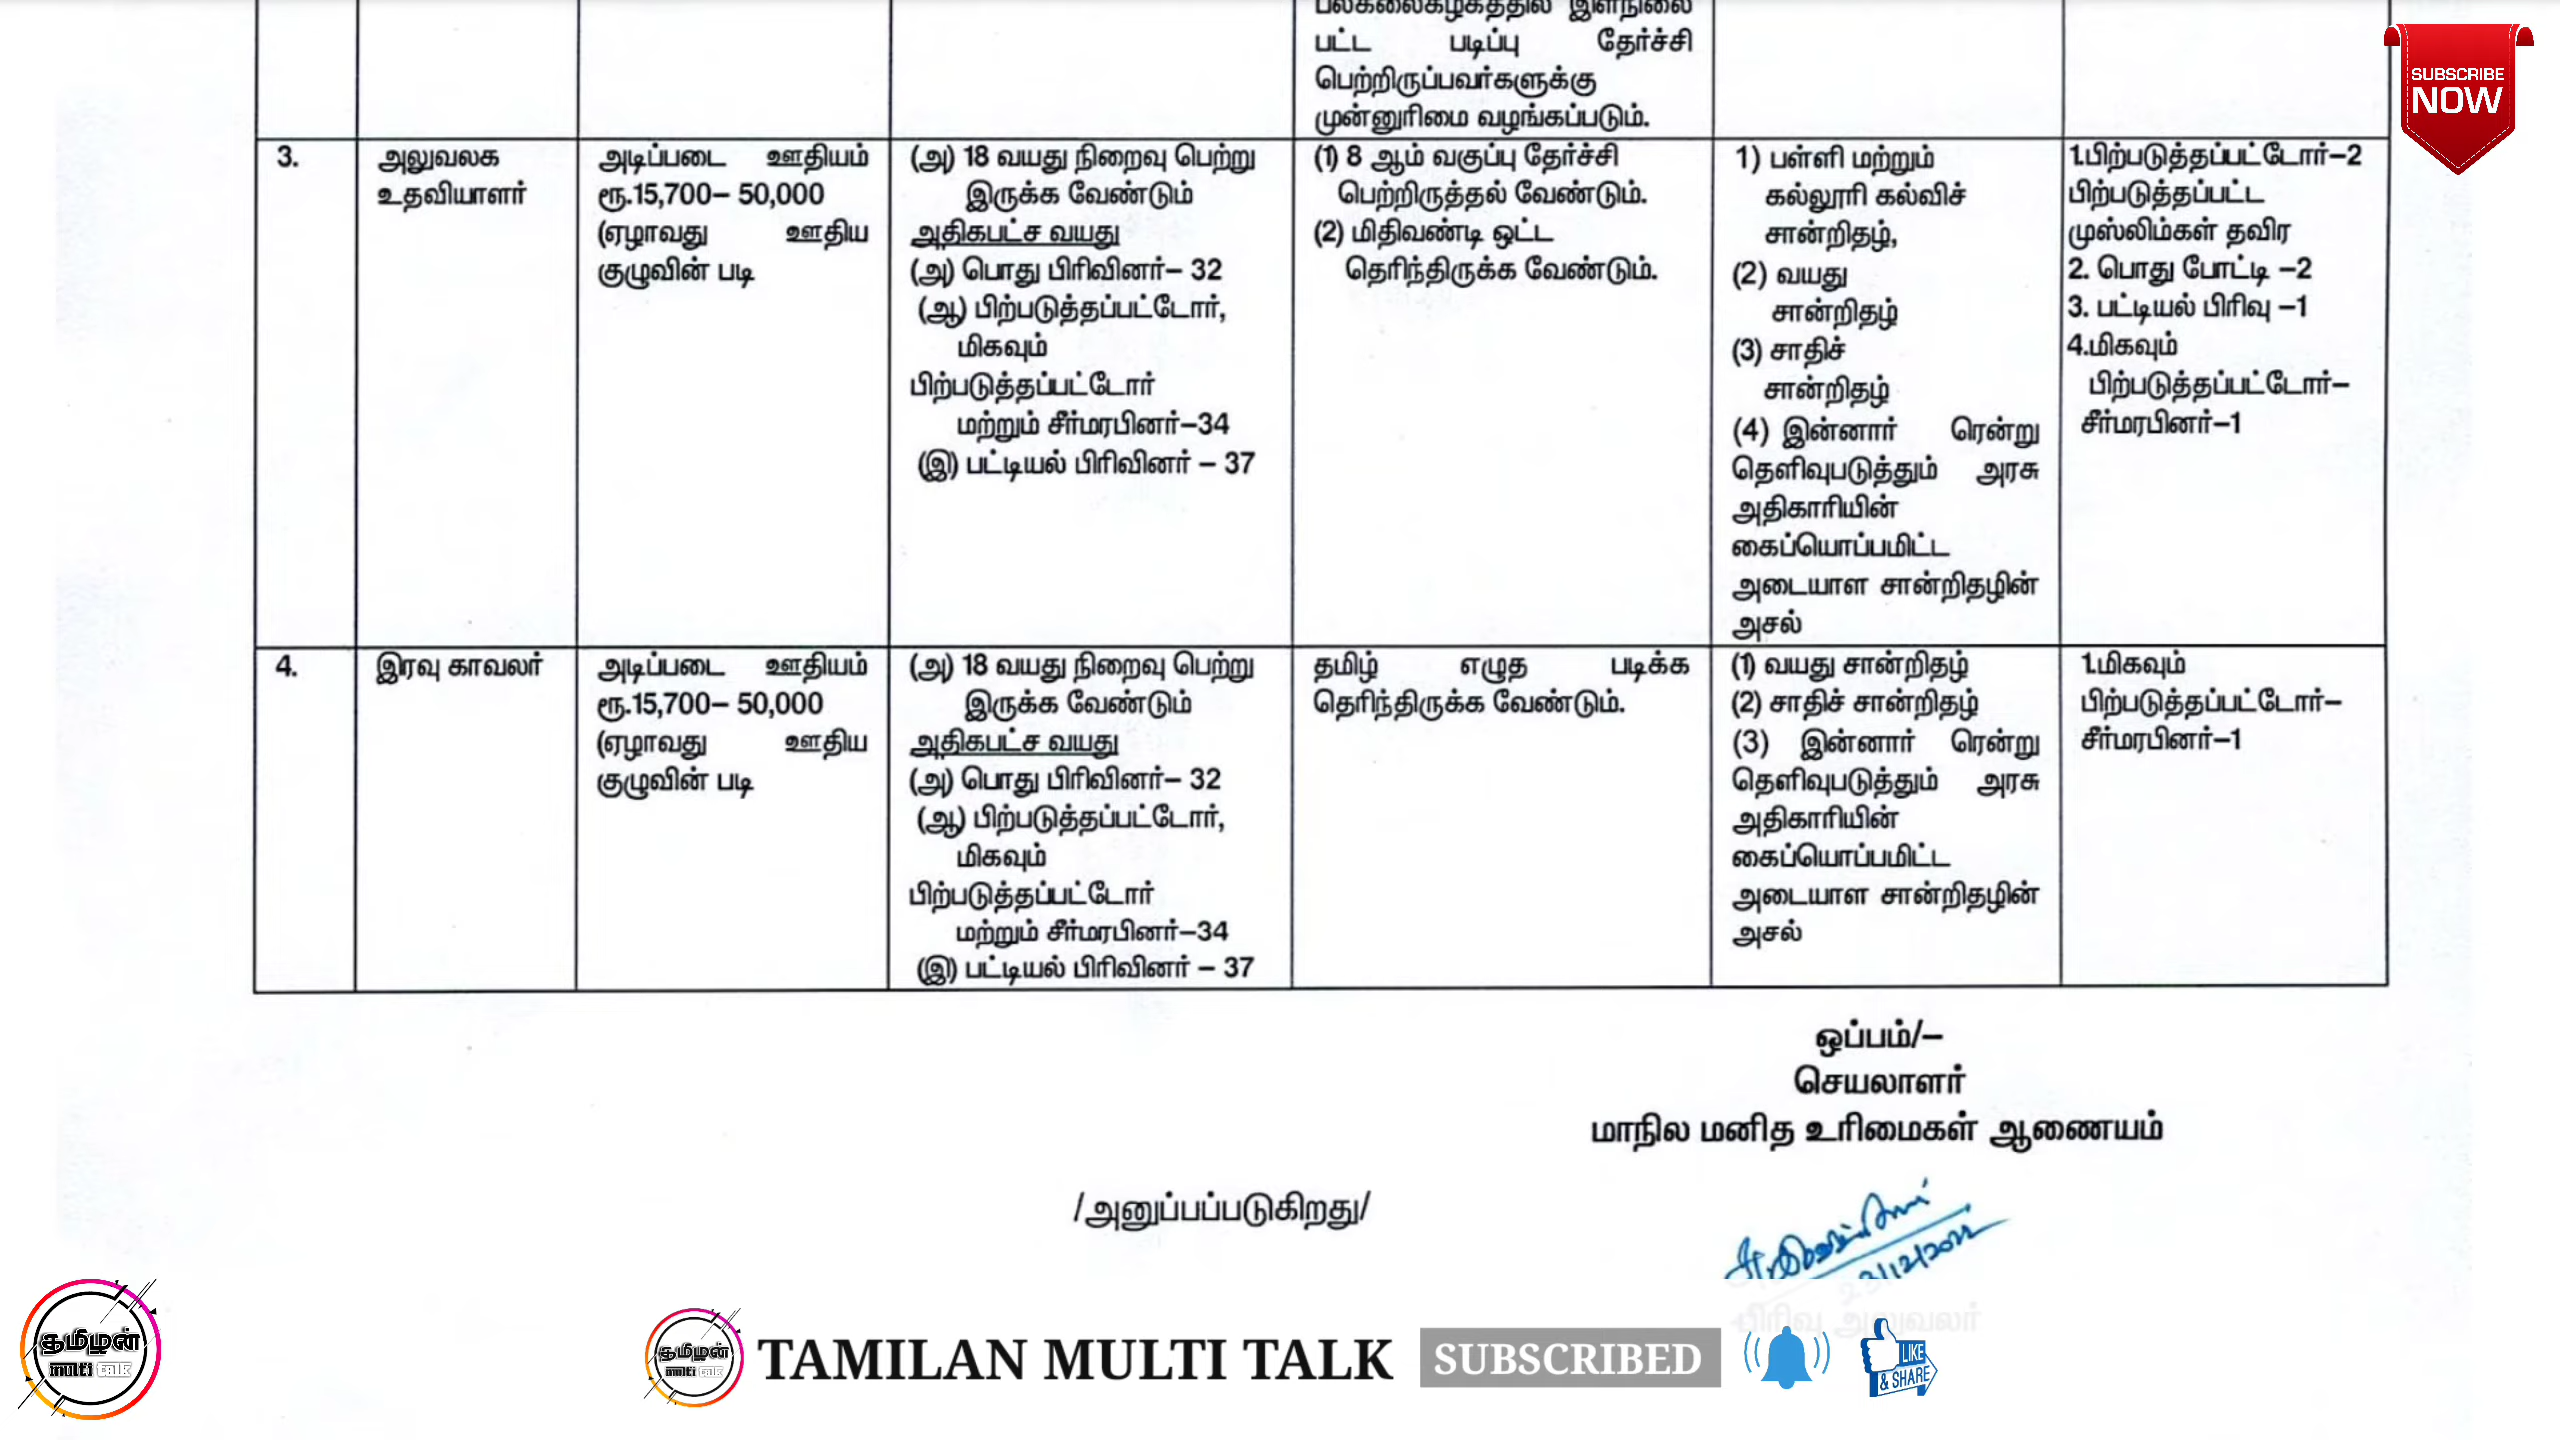 பல்கலைகழகத்தில் இளநிலை
பட்ட படிப்பு தேர்ச்சி
பெற்றிருப்பவர்களுக்கு
முன்னுரிமை வழங்கப்படும்.
SUBSCRIBE
NOW
3.
அலுவலக
உதவியாளர்
அடிப்படை ஊதியம்
ரூ.15,700– 50,000
(ஏழாவது ஊதிய
குழுவின் படி
(அ) 18 வயது நிறைவு பெற்று
இருக்க வேண்டும்
அதிகபட்ச வயது
(அ) பொது பிரிவினர்– 32
(ஆ) பிற்படுத்தப்பட்டோர்,
மிகவும்
பிற்படுத்தப்பட்டோர்
மற்றும் சீர்மரபினர்–34
(இ) பட்டியல் பிரிவினர் – 37
(1) 8 ஆம் வகுப்பு தேர்ச்சி
பெற்றிருத்தல் வேண்டும்.
(2) மிதிவண்டி ஒட்ட
தெரிந்திருக்க வேண்டும்.
1) பள்ளி மற்றும்
கல்லூரி கல்விச்
சான்றிதழ்,
(2) வயது
சான்றிதழ்
(3) சாதிச்
சான்றிதழ்
(4) இன்னார் ரென்று
தெளிவுபடுத்தும் அரசு
அதிகாரியின்
கைப்யொப்பமிட்ட
அடையாள சான்றிதழின்
அசல்
1.பிற்படுத்தப்பட்டோர்–2
பிற்படுத்தப்பட்ட
முஸ்லிம்கள் தவிர
2. பொது போட்டி –2
3. பட்டியல் பிரிவு –1
4.மிகவும்
பிற்படுத்தப்பட்டோர்–
சீர்மரபினர்–1
4.
இரவு காவலர்
அடிப்படை ஊதியம்
ரூ.15,700– 50,000
(ஏழாவது ஊதிய
குழுவின் படி
(அ) 18 வயது நிறைவு பெற்று
இருக்க வேண்டும்
அதிகபட்ச வயது
(அ) பொது பிரிவினர்– 32
(ஆ) பிற்படுத்தப்பட்டோர்,
மிகவும்
பிற்படுத்தப்பட்டோர்
மற்றும் சீர்மரபினர்–34
(இ) பட்டியல் பிரிவினர் – 37
தமிழ் எழுத படிக்க
தெரிந்திருக்க வேண்டும்.
(1) வயது சான்றிதழ்
(2) சாதிச் சான்றிதழ்
(3) இன்னார் ரென்று
தெளிவுபடுத்தும் அரசு
அதிகாரியின்
கைப்யொப்பமிட்ட
அடையாள சான்றிதழின்
அசல்
1.மிகவும்
பிற்படுத்தப்பட்டோர்–
சீர்மரபினர்–1
ஒப்பம்/–
செயலாளர்
மாநில மனித உரிமைகள் ஆணையம்
/அனுப்பப்படுகிறது/
பிரிவு அலுவலர்
தமிழன்
multi talk
தமிழன்
multi talk
TAMILAN MULTI TALK
SUBSCRIBED
LIKE
& SHARE